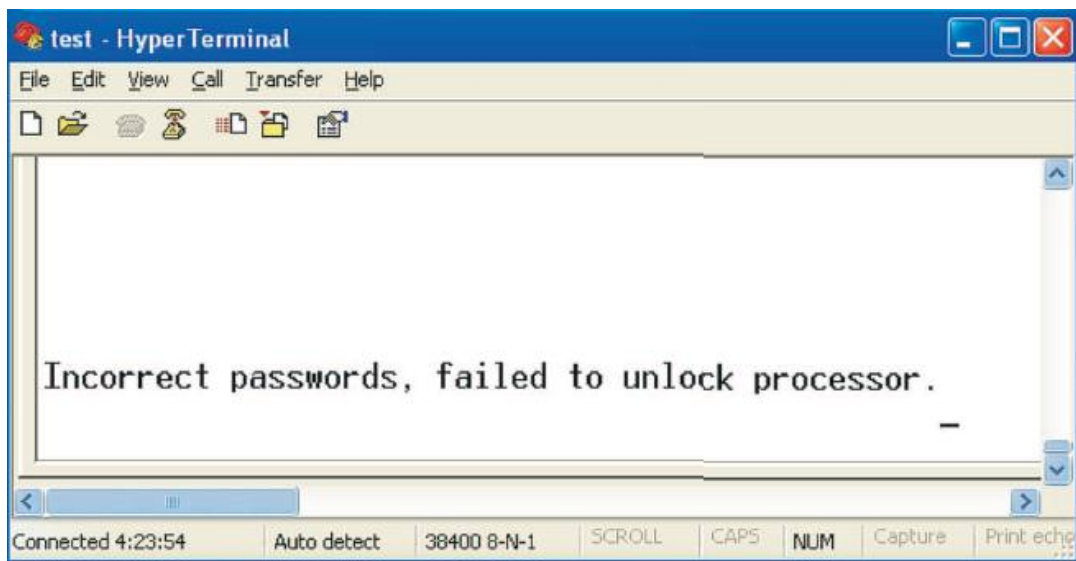 test - HyperTerminal
File Edit View Call Transfer Help
Incorrect passwords, failed to unlock processor.
Connected 4:23:54 Auto detect 38400 8-N-1 SCROLL CAPS NUM Capture Print echo